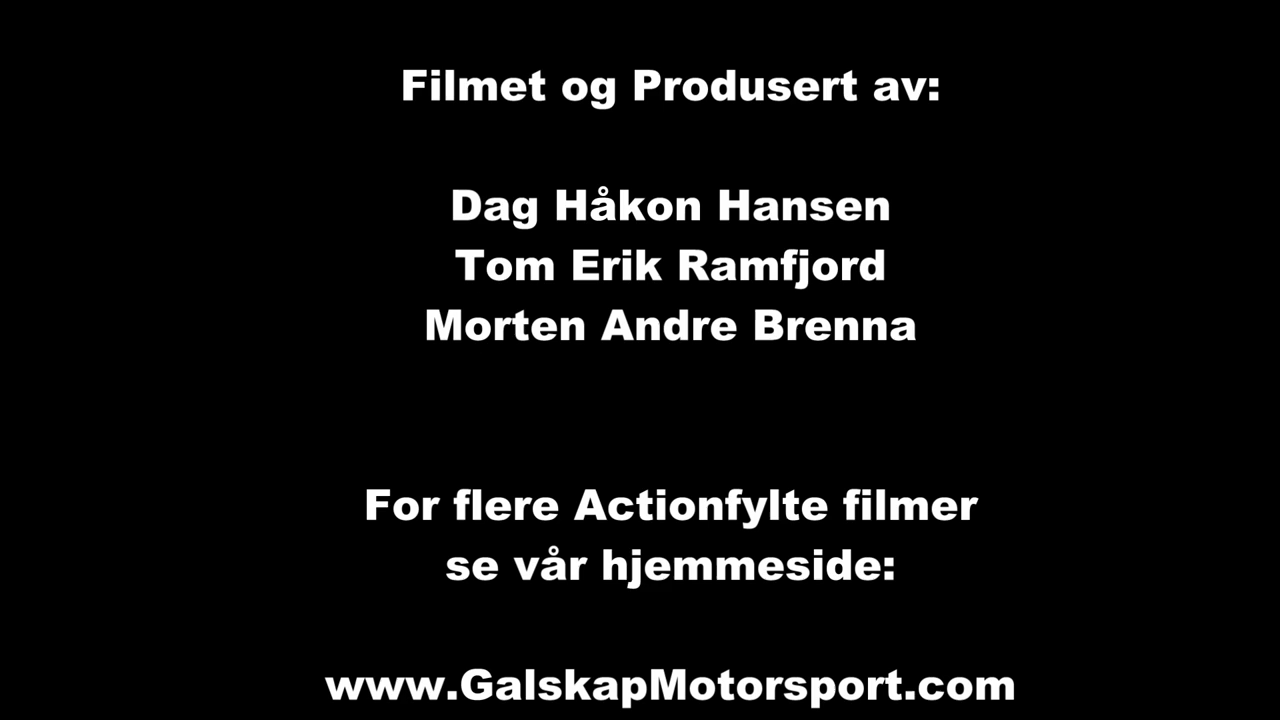 Filmet og Produsert av:
Dag Håkon Hansen
Tom Erik Ramfjord
Morten Andre Brenna
For flere Actionfylte filmer
se vår hjemmeside:
www.GalskapMotorsport.com